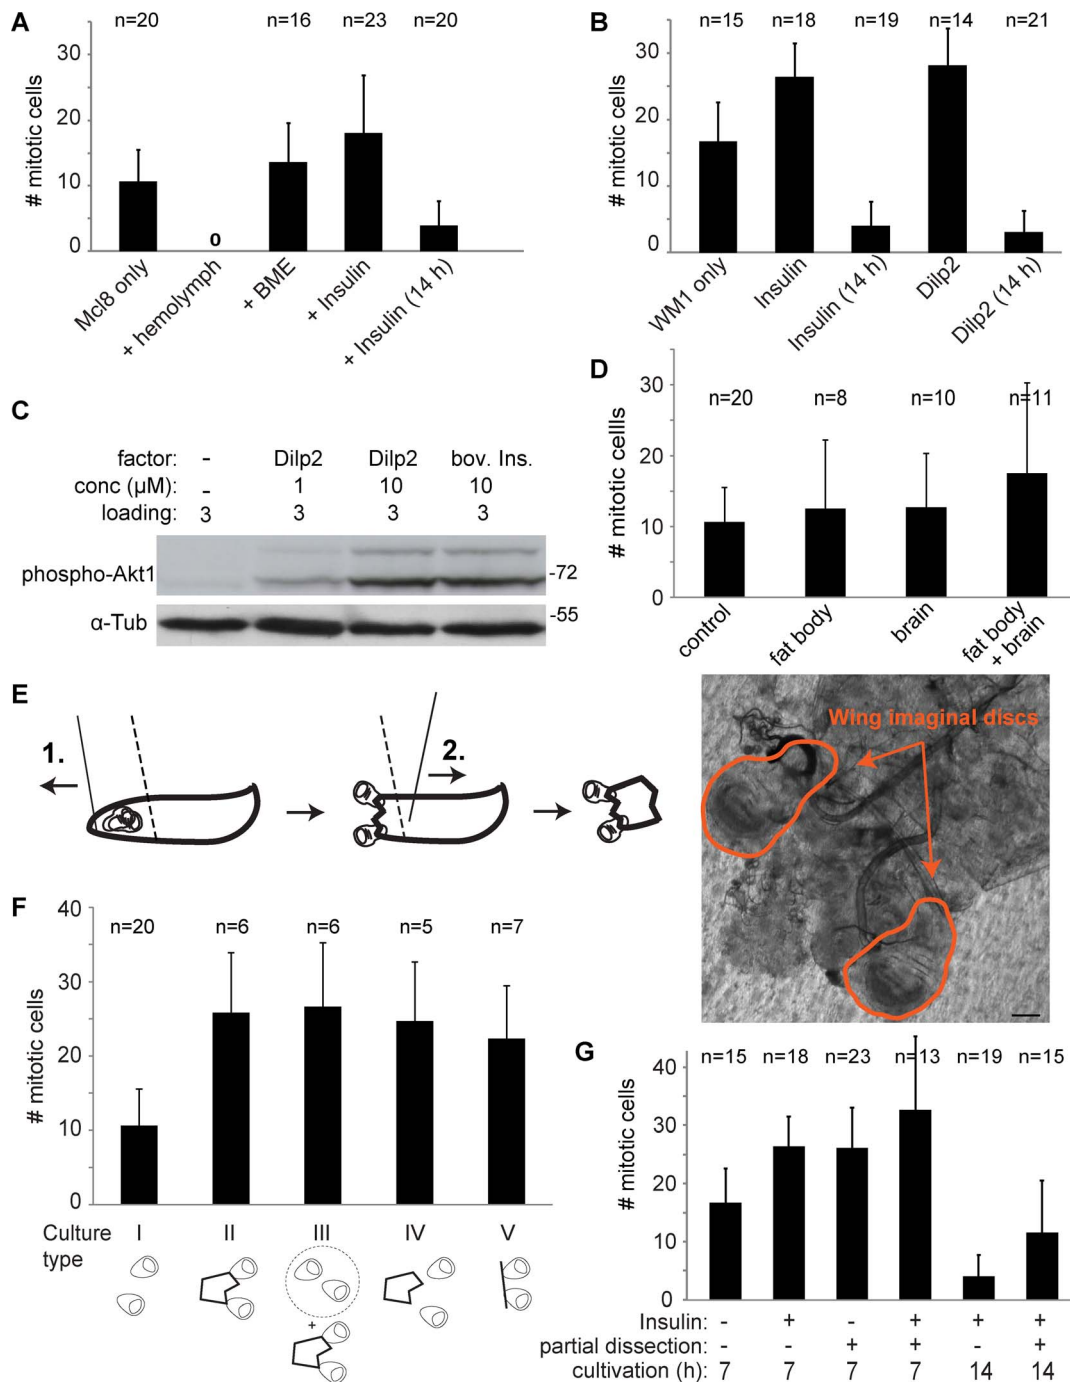 A
n=20
n=16
n=23
n=20
# mitotic cells
30
20
10
0
0
Mcl8 only
+ hemolymph
+ BME
+ Insulin
+ Insulin (14 h)
B
n=15
n=18
n=19
n=14
n=21
# mitotic cells
30
20
10
0
WM1 only
Insulin
Insulin (14 h)
Dilp2
Dilp2 (14 h)
C
factor: - Dilp2 Dilp2 bov. Ins.
conc (µM): - 1 10 10
loading: 3 3 3 3
phospho-Akt1
-72
α-Tub
-55
D
n=20
n=8
n=10
n=11
# mitotic cellls
30
20
10
0
control
fat body
brain
fat body
+ brain
E
1.
2.
Wing imaginal discs
F
n=20
n=6
n=6
n=5
n=7
# mitotic cells
40
30
20
10
0
Culture
type
I
II
III
IV
V
+
G
n=15
n=18
n=23
n=13
n=19
n=15
# mitotic cells
40
30
20
10
0
Insulin: - + - + + +
partial dissection: - - + + - +
cultivation (h): 7 7 7 7 14 14